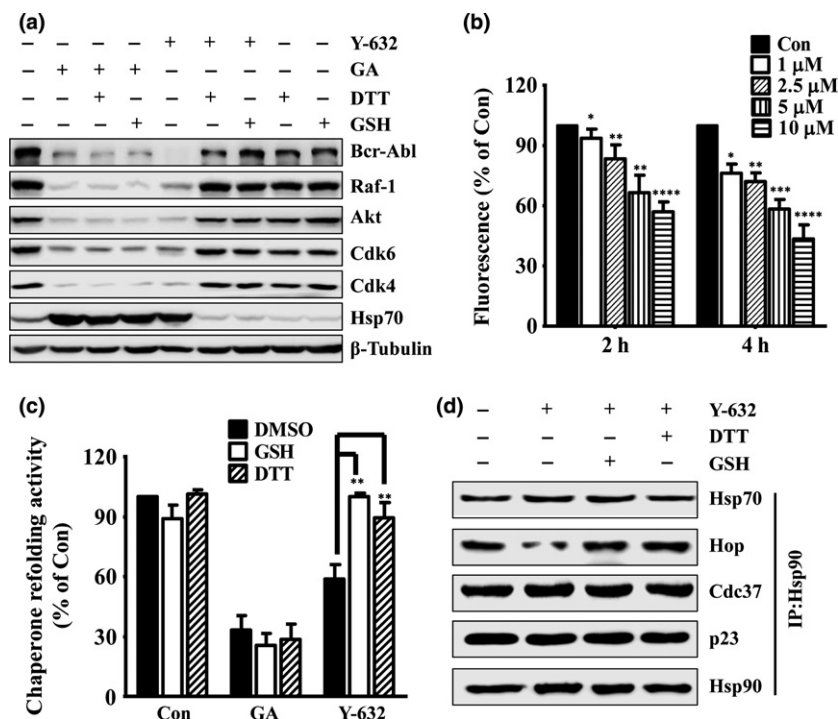 (a)
– – – – + + + – – Y-632
– + + + – – – – – GA
– – + – – + – + – DTT
– – – + – – + – + GSH
Bcr-Abl
Raf-1
Akt
Cdk6
Cdk4
Hsp70
β-Tubulin
(b)
Con
1 μM
2.5 μM
5 μM
10 μM
Fluorescence (% of Con)
120
90
60
30
0
* ** ** ****
* ** *** ****
2 h 4 h
(c)
DMSO
GSH
DTT
Chaperone refolding activity
(% of Con)
120
90
60
30
0
** **
Con GA Y-632
(d)
– + + + Y-632
– – – + DTT
– – + – GSH
Hsp70
Hop
Cdc37
p23
Hsp90
IP:Hsp90